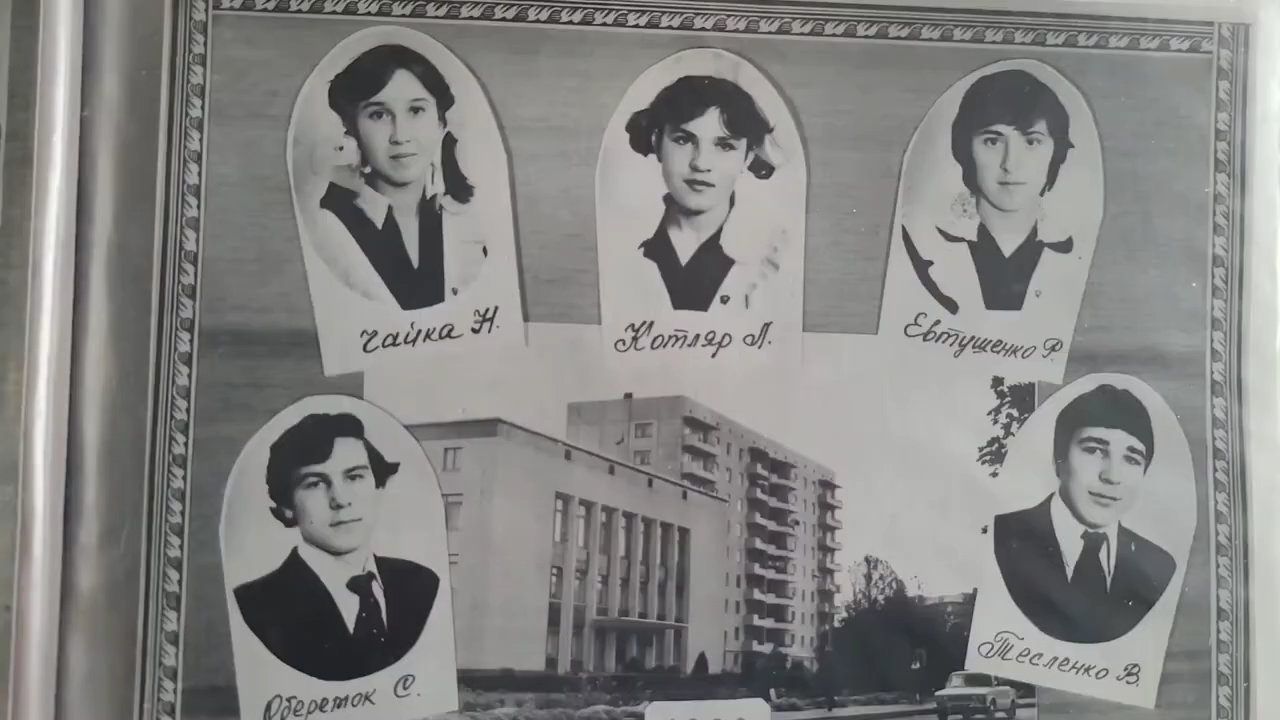 Чайка Н.
Котляр Л.
Евтушенко Р.
Обереток С.
Тесленко В.